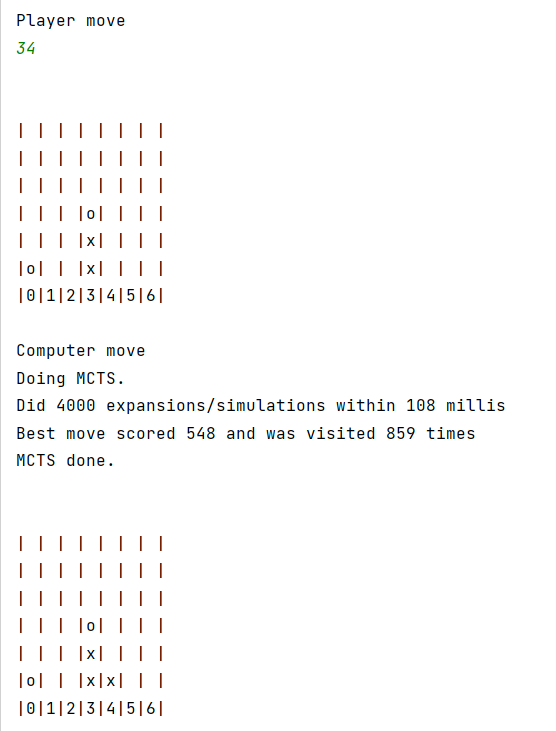 Player move
34
| | | | | | | |
| | | | | | | |
| | | | | | | |
| | | |o| | | |
| | | |x| | | |
|o| | |x| | | |
|0|1|2|3|4|5|6|
Computer move
Doing MCTS.
Did 4000 expansions/simulations within 108 millis
Best move scored 548 and was visited 859 times
MCTS done.
| | | | | | | |
| | | | | | | |
| | | | | | | |
| | | |o| | | |
| | | |x| | | |
|o| | |x|x| | |
|0|1|2|3|4|5|6|